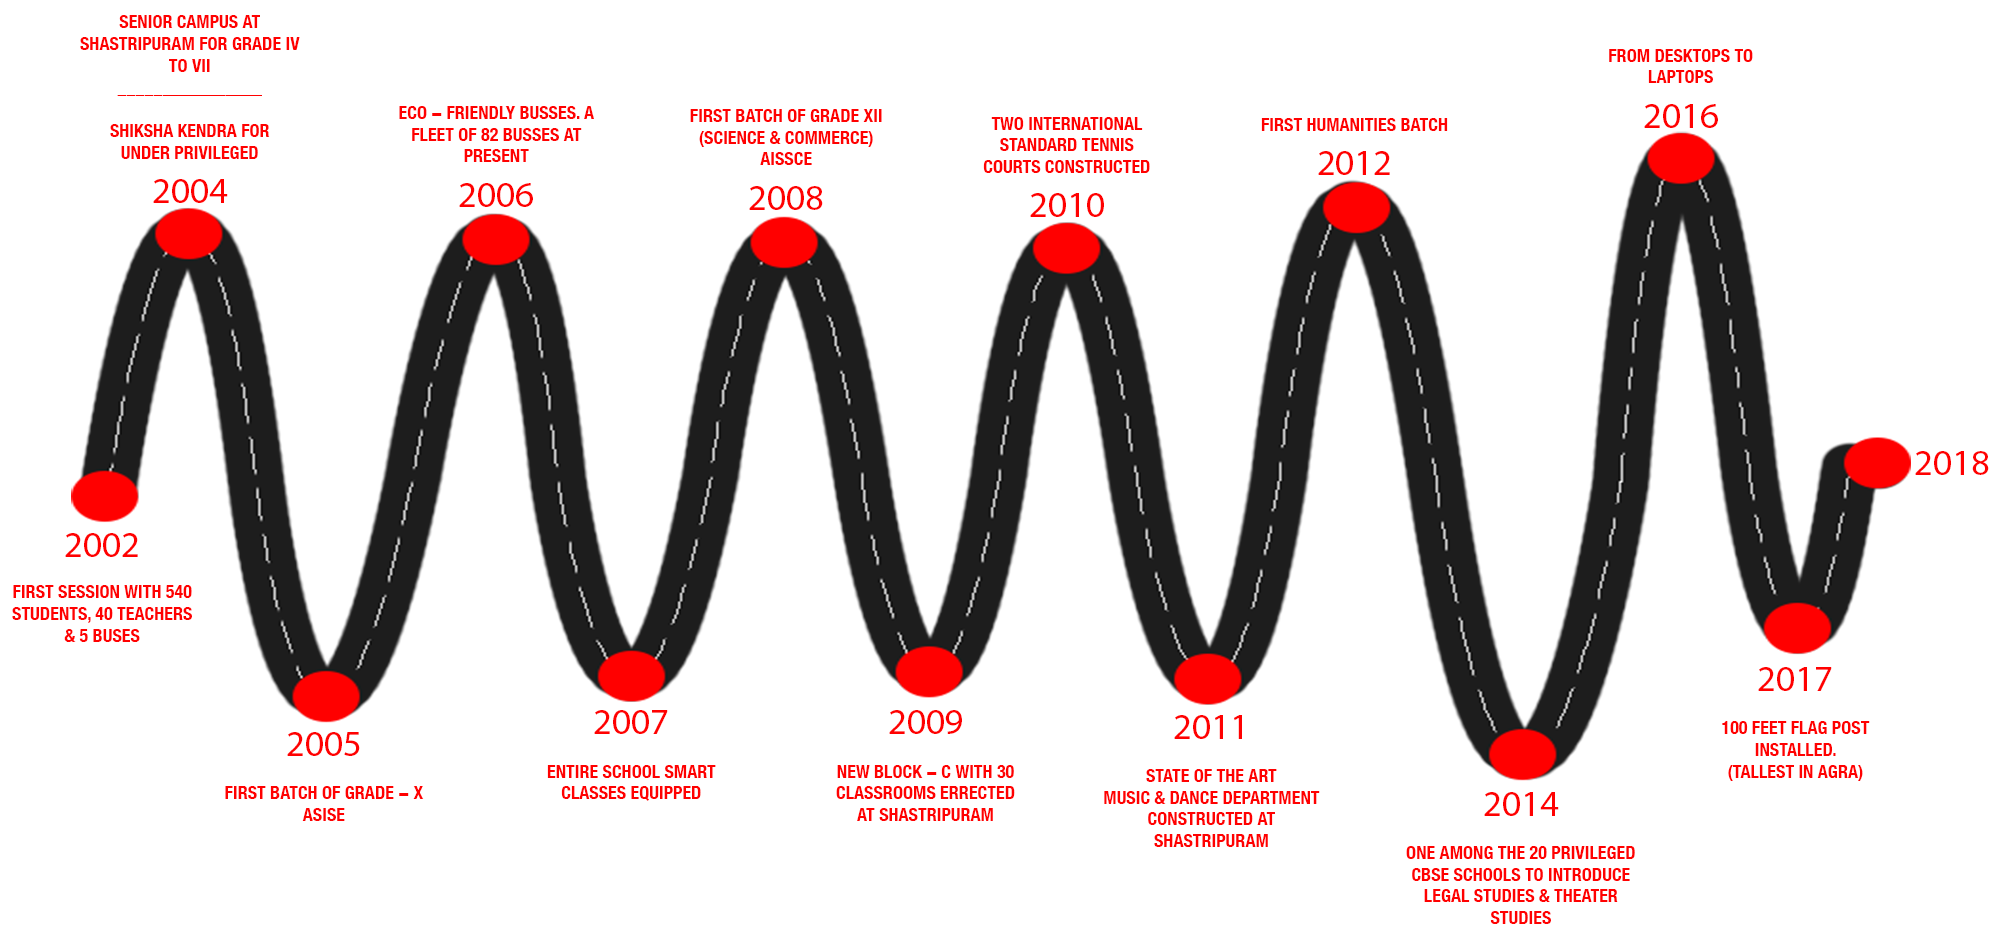 SENIOR CAMPUS AT
SHASTRIPURAM FOR GRADE IV
TO VII
________________
SHIKSHA KENDRA FOR
UNDER PRIVILEGED
2004
ECO – FRIENDLY BUSSES. A
FLEET OF 82 BUSSES AT
PRESENT
2006
FIRST BATCH OF GRADE XII
(SCIENCE & COMMERCE)
AISSCE
2008
TWO INTERNATIONAL
STANDARD TENNIS
COURTS CONSTRUCTED
2010
FIRST HUMANITIES BATCH
2012
FROM DESKTOPS TO
LAPTOPS
2016
2018
2002
FIRST SESSION WITH 540
STUDENTS, 40 TEACHERS
& 5 BUSES
2005
FIRST BATCH OF GRADE – X
ASISE
2007
ENTIRE SCHOOL SMART
CLASSES EQUIPPED
2009
NEW BLOCK – C WITH 30
CLASSROOMS ERRECTED
AT SHASTRIPURAM
2011
STATE OF THE ART
MUSIC & DANCE DEPARTMENT
CONSTRUCTED AT
SHASTRIPURAM
2014
ONE AMONG THE 20 PRIVILEGED
CBSE SCHOOLS TO INTRODUCE
LEGAL STUDIES & THEATER
STUDIES
2017
100 FEET FLAG POST
INSTALLED.
(TALLEST IN AGRA)